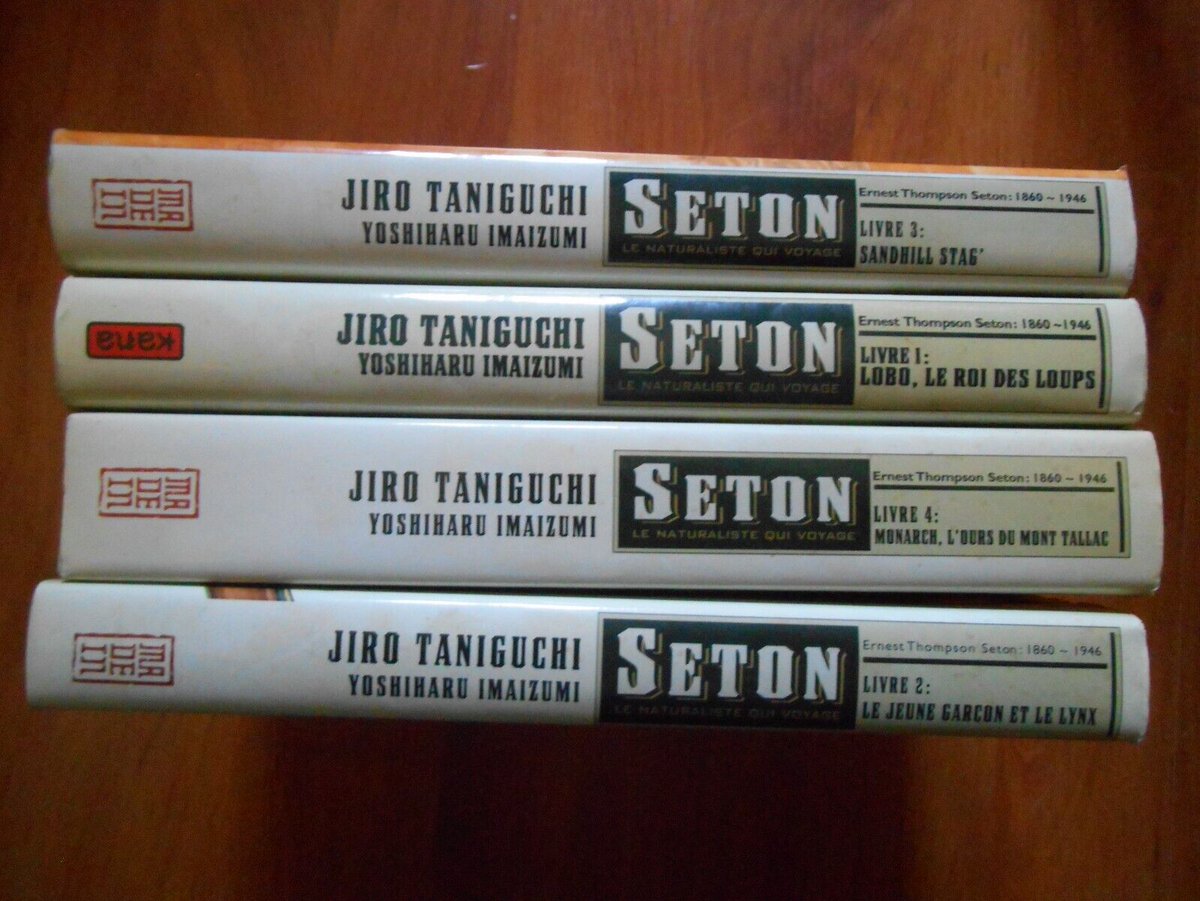 MA
DE
IN
JIRO TANIGUCHI
YOSHIHARU IMAIZUMI
SETON
LE NATURALISTE QUI VOYAGE
Ernest Thompson Seton: 1860 ~ 1946
LIVRE 3:
SANDHILL STAG'
kana
JIRO TANIGUCHI
YOSHIHARU IMAIZUMI
SETON
LE NATURALISTE QUI VOYAGE
Ernest Thompson Seton: 1860 ~ 1946
LIVRE 1:
LOBO, LE ROI DES LOUPS
MA
DE
IN
JIRO TANIGUCHI
YOSHIHARU IMAIZUMI
SETON
LE NATURALISTE QUI VOYAGE
Ernest Thompson Seton: 1860 ~ 1946
LIVRE 4:
MONARCH, L'OURS DU MONT TALLAC
MA
DE
IN
JIRO TANIGUCHI
YOSHIHARU IMAIZUMI
SETON
LE NATURALISTE QUI VOYAGE
Ernest Thompson Seton: 1860 ~ 1946
LIVRE 2:
LE JEUNE GARCON ET LE LYNX